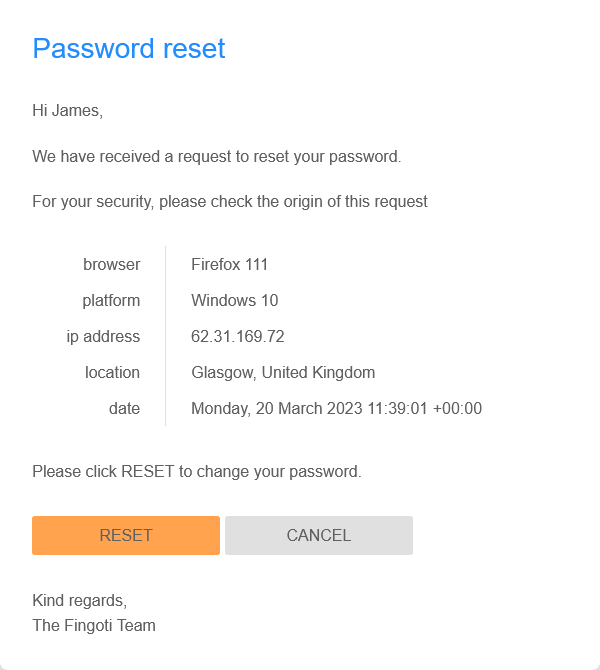 Password reset
Hi James,
We have received a request to reset your password.
For your security, please check the origin of this request
browser Firefox 111
platform Windows 10
ip address 62.31.169.72
location Glasgow, United Kingdom
date Monday, 20 March 2023 11:39:01 +00:00
Please click RESET to change your password.
RESET CANCEL
Kind regards,
The Fingoti Team